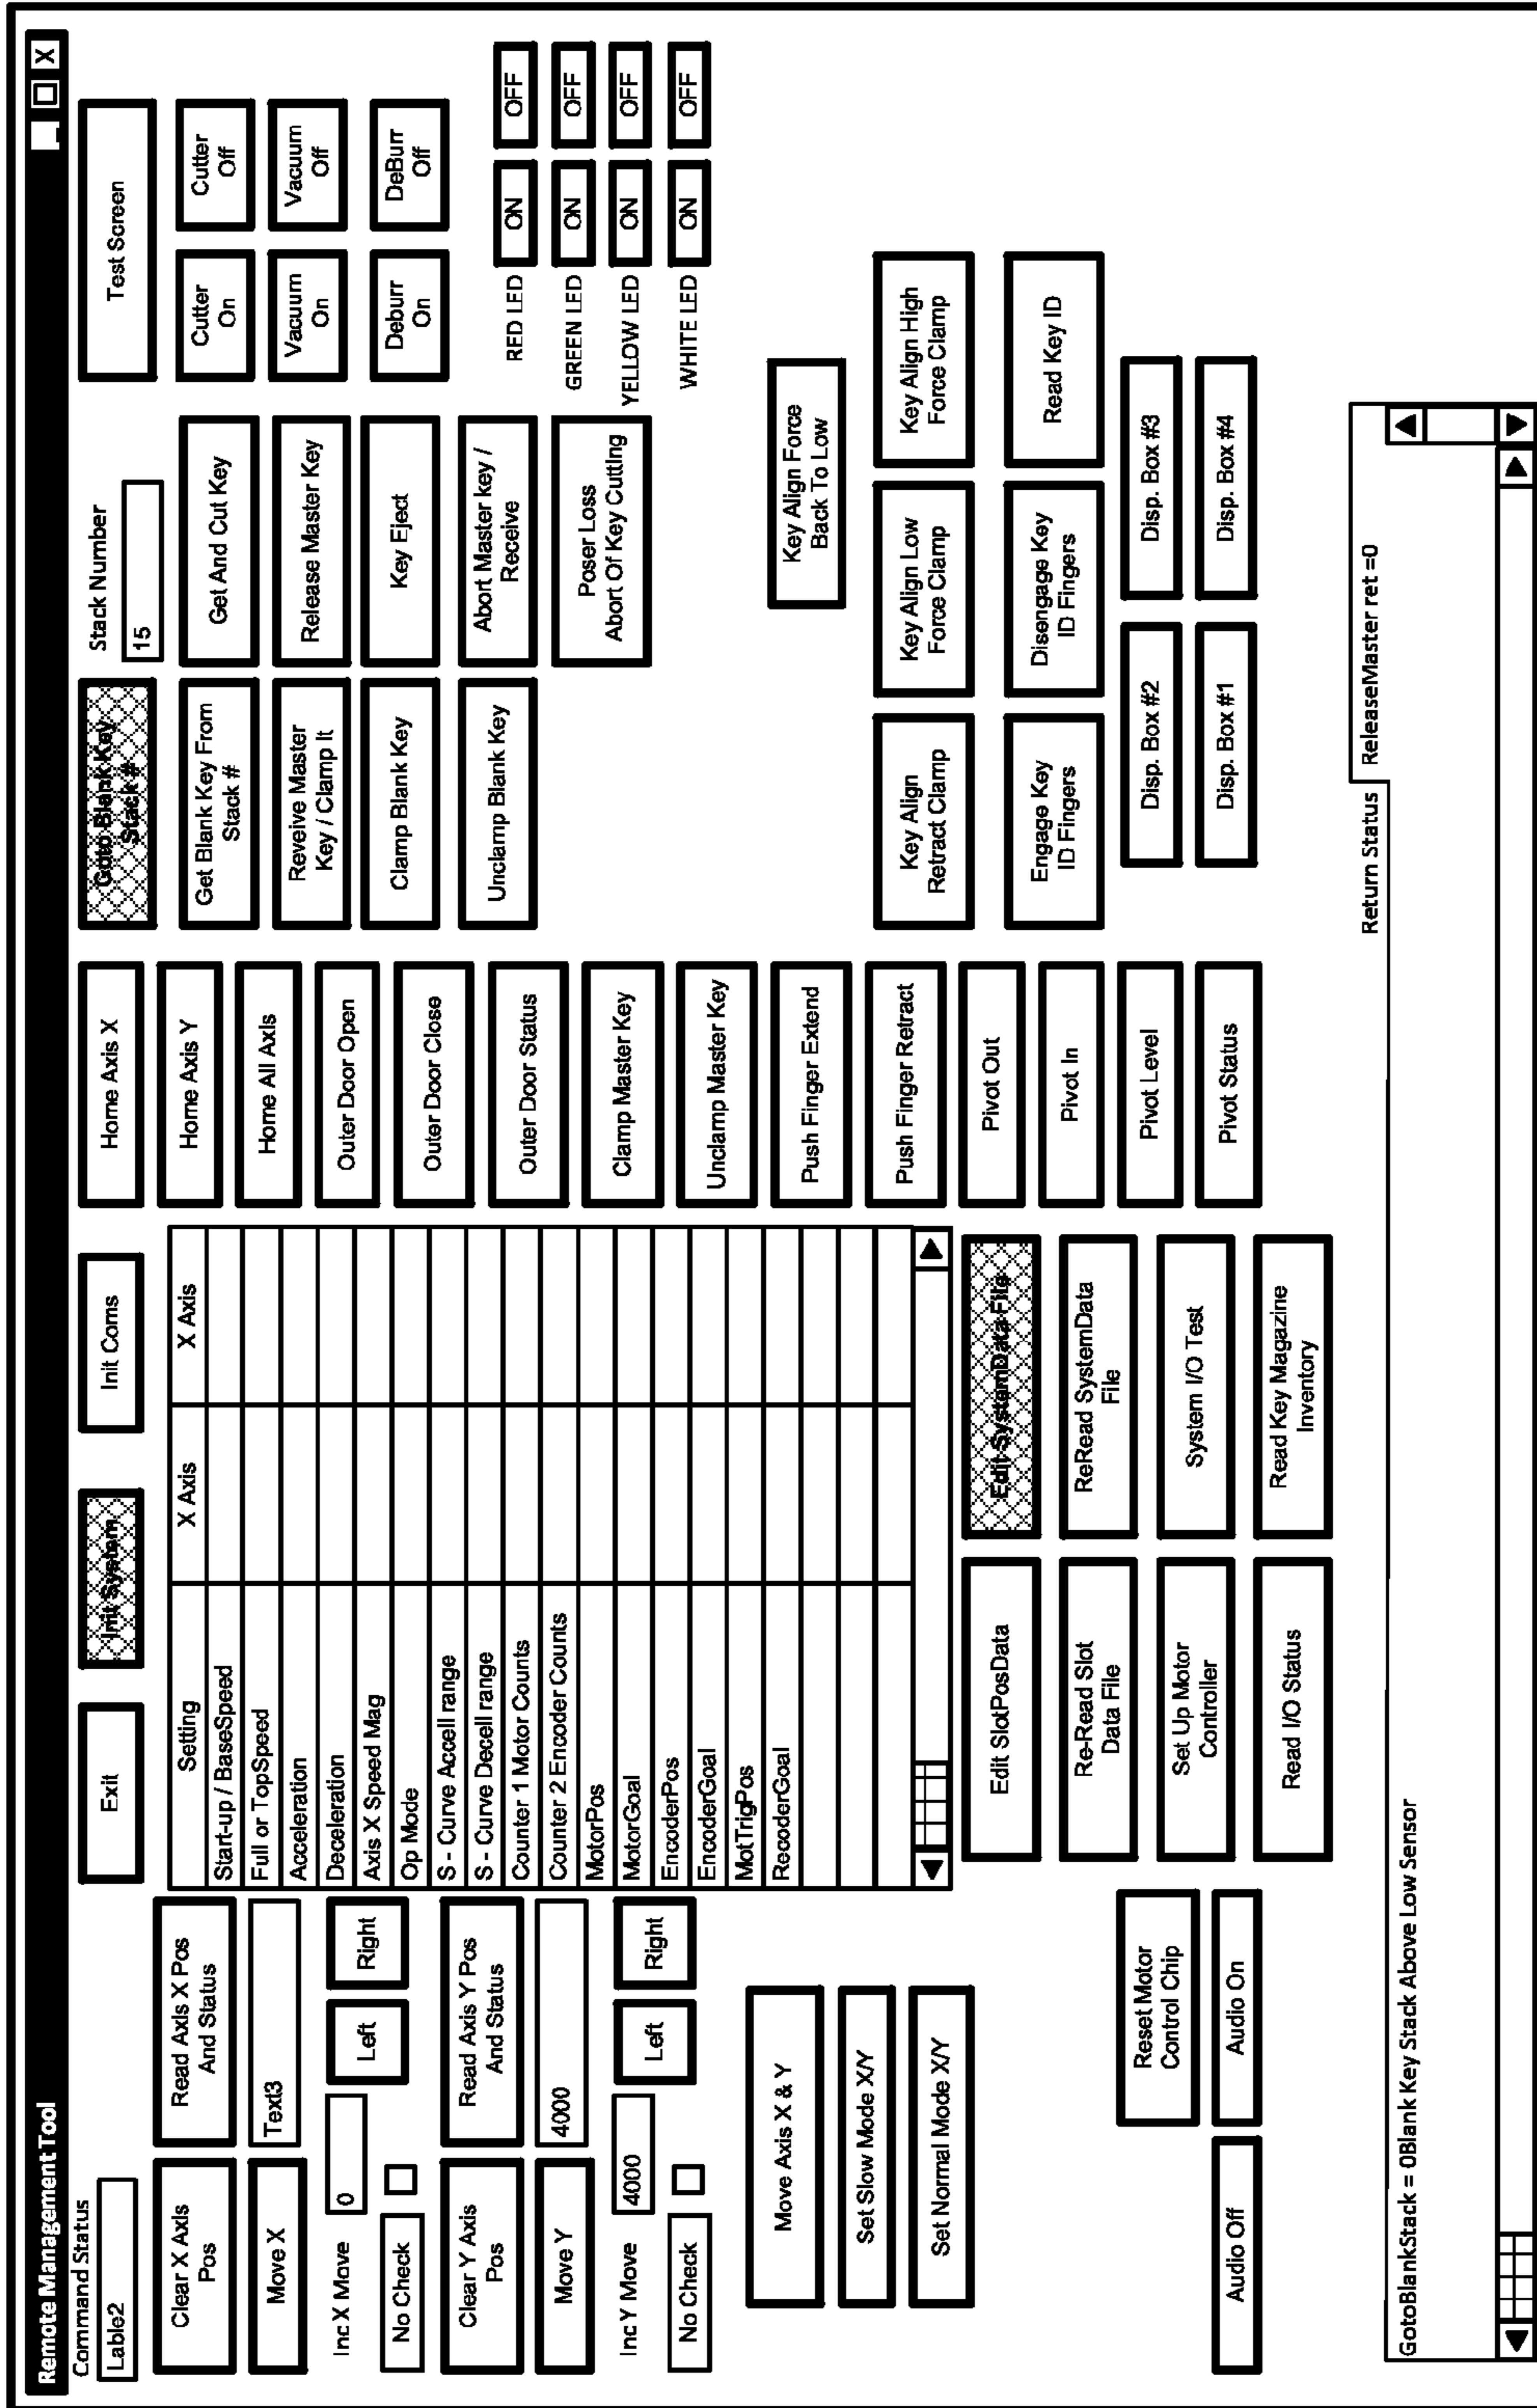 Remote Management Tool
_ X
Command Status
Lable2
Exit
Init System
Init Coms
Clear X Axis
Pos
Read Axis X Pos
And Status
Move X
Text3
Inc X Move
0
Left
Right
No Check
Clear Y Axis
Pos
Read Axis Y Pos
And Status
Move Y
4000
Inc Y Move
4000
Left
Right
No Check
Move Axis X & Y
Set Slow Mode X/Y
Set Normal Mode X/Y
Reset Motor
Control Chip
Audio Off
Audio On
Setting X Axis X Axis
Start-up / BaseSpeed
Full or TopSpeed
Acceleration
Deceleration
Axis X Speed Mag
Op Mode
S - Curve Accell range
S - Curve Decell range
Counter 1 Motor Counts
Counter 2 Encoder Counts
MotorPos
MotorGoal
EncoderPos
EncoderGoal
MotTrigPos
RecoderGoal
Edit SlotPosData
Edit SystemData File
Re-Read Slot
Data File
ReRead SystemData
File
Set Up Motor
Controller
System I/O Test
Read I/O Status
Read Key Magazine
Inventory
Home Axis X
Home Axis Y
Home All Axis
Outer Door Open
Outer Door Close
Outer Door Status
Clamp Master Key
Unclamp Master Key
Push Finger Extend
Push Finger Retract
Pivot Out
Pivot In
Pivot Level
Pivot Status
Goto Blank Key
Stack #
Stack Number
15
Get Blank Key From
Stack #
Get And Cut Key
Reveive Master
Key / Clamp It
Release Master Key
Clamp Blank Key
Key Eject
Unclamp Blank Key
Abort Master key /
Receive
Poser Loss
Abort Of Key Cutting
Test Screen
Cutter
On
Cutter
Off
Vacuum
On
Vacuum
Off
Deburr
On
DeBurr
Off
RED LED ON OFF
GREEN LED ON OFF
YELLOW LED ON OFF
WHITE LED ON OFF
Key Align Force
Back To Low
Key Align
Retract Clamp
Key Align Low
Force Clamp
Key Align High
Force Clamp
Engage Key
ID Fingers
Disengage Key
ID Fingers
Read Key ID
Disp. Box #2
Disp. Box #3
Disp. Box #1
Disp. Box #4
Return Status ReleaseMaster ret =0
GotoBlankStack = 0Blank Key Stack Above Low Sensor